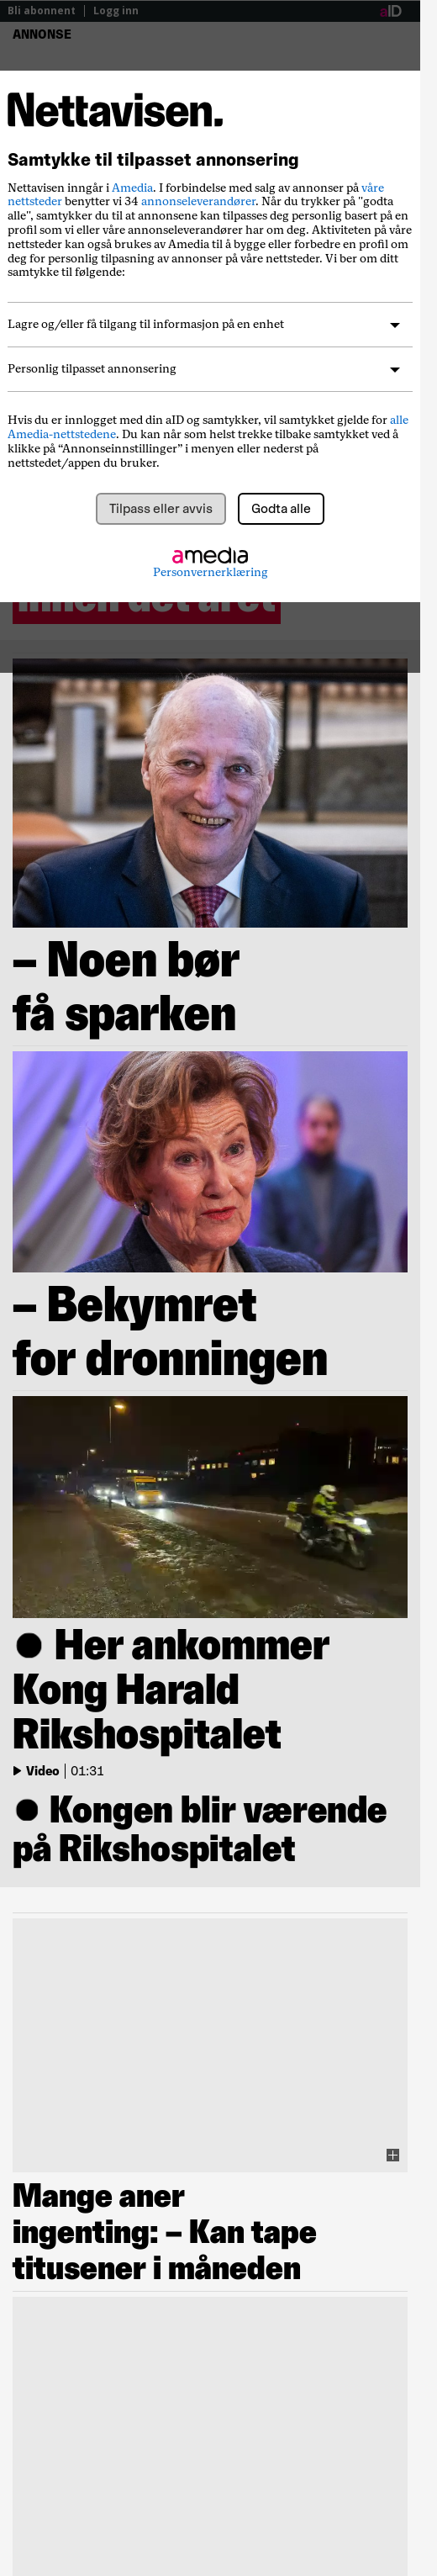 Bli abonnent | Logg inn
aID
ANNONSE
Nettavisen.
Samtykke til tilpasset annonsering
Nettavisen inngår i Amedia. I forbindelse med salg av annonser på våre
nettsteder benytter vi 34 annonseleverandører. Når du trykker på "godta
alle", samtykker du til at annonsene kan tilpasses deg personlig basert på en
profil som vi eller våre annonseleverandører har om deg. Aktiviteten på våre
nettsteder kan også brukes av Amedia til å bygge eller forbedre en profil om
deg for personlig tilpasning av annonser på våre nettsteder. Vi ber om ditt
samtykke til følgende:
Lagre og/eller få tilgang til informasjon på en enhet
Personlig tilpasset annonsering
Hvis du er innlogget med din aID og samtykker, vil samtykket gjelde for alle
Amedia-nettstedene. Du kan når som helst trekke tilbake samtykket ved å
klikke på “Annonseinnstillinger” i menyen eller nederst på
nettstedet/appen du bruker.
Tilpass eller avvis
Godta alle
amedia
Personvernerklæring
innen det året
– Noen bør
få sparken
– Bekymret
for dronningen
● Her ankommer
Kong Harald
Rikshospitalet
Video | 01:31
● Kongen blir værende
på Rikshospitalet
Mange aner
ingenting: – Kan tape
titusener i måneden